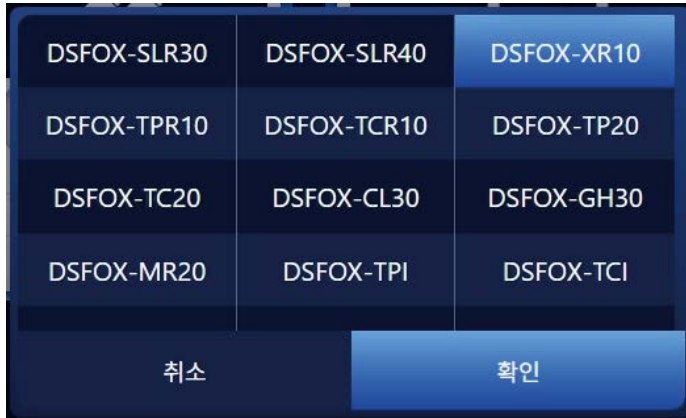 DSFOX-SLR30 DSFOX-SLR40 DSFOX-XR10
DSFOX-TPR10 DSFOX-TCR10 DSFOX-TP20
DSFOX-TC20 DSFOX-CL30 DSFOX-GH30
DSFOX-MR20 DSFOX-TPI DSFOX-TCI
취소 확인